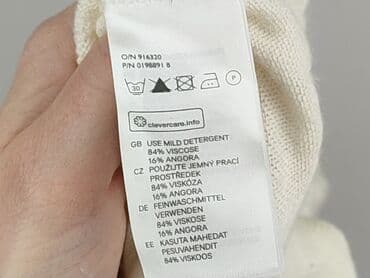 O/N 916320
P/N 0198891 8
30
P
clevercare.info
GB USE MILD DETERGENT
84% VISCOSE
16% ANGORA
CZ POUŽIJTE JEMNÝ PRACÍ
PROSTŘEDEK
84% VISKÓZA
16% ANGORA
DE FEINWASCHMITTEL
VERWENDEN
84% VISKOSE
16% ANGORA
EE KASUTA MAHEDAT
PESUVAHENDIT
84% VISKOOS